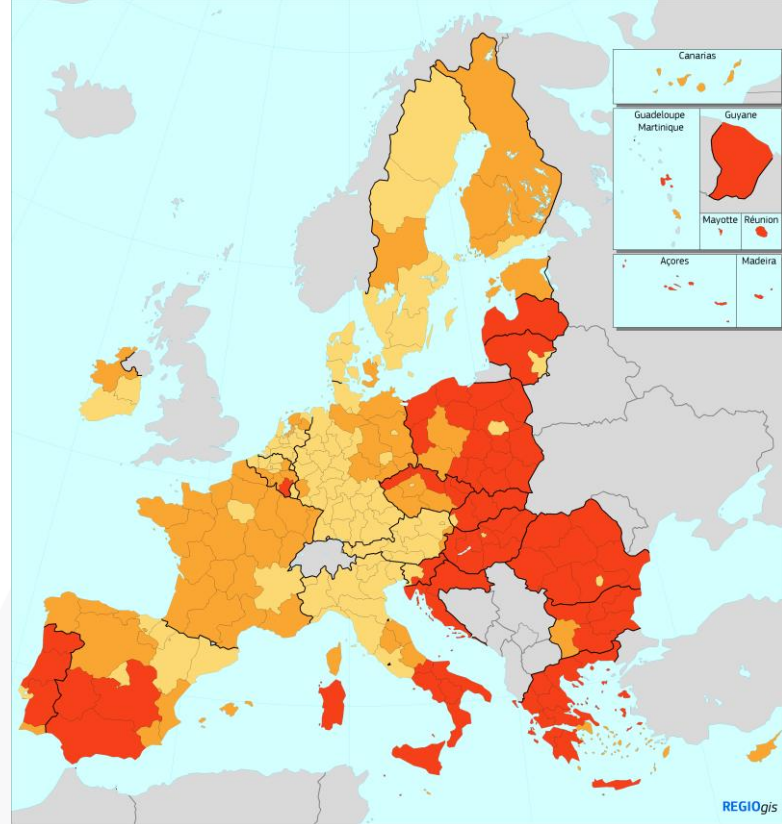 Canarias
Guadeloupe
Martinique
Guyane
Mayotte
Réunion
Açores
Madeira
REGIOgis